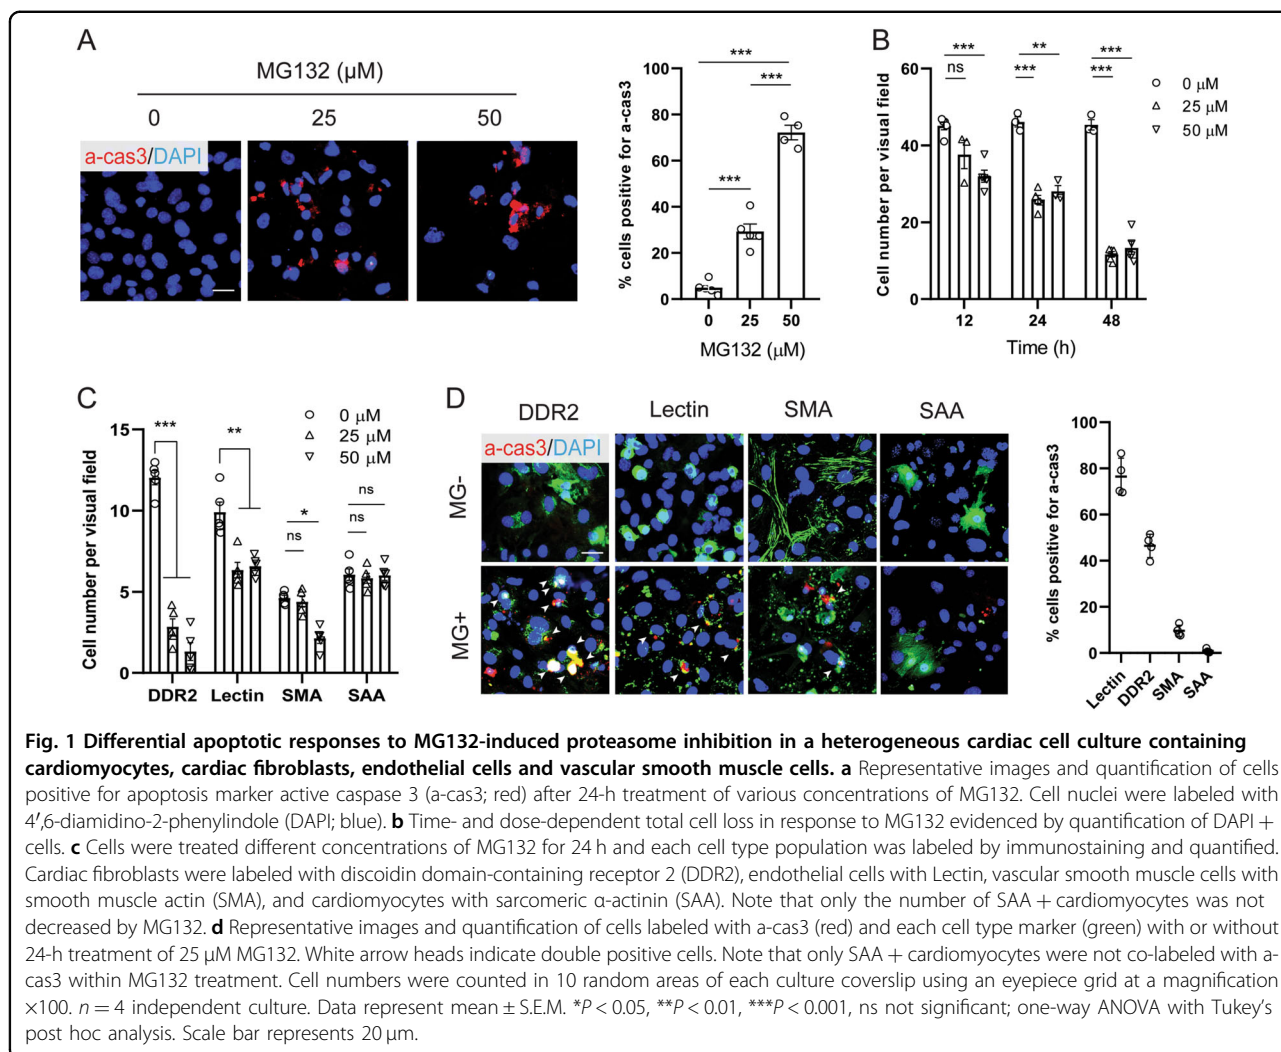 A
MG132 (µM)
0
25
50
a-cas3/DAPI
% cells positive for a-cas3
100
80
60
40
20
0
***
***
***
0
25
50
MG132 (µM)
B
Cell number per visual field
60
40
20
0
***
ns
**
***
***
***
0 µM
25 µM
50 µM
12
24
48
Time (h)
C
Cell number per visual field
15
10
5
0
***
**
*
ns
ns
ns
0 µM
25 µM
50 µM
DDR2
Lectin
SMA
SAA
D
DDR2
Lectin
SMA
SAA
a-cas3/DAPI
MG-
MG+
% cells positive for a-cas3
100
80
60
40
20
0
Lectin
DDR2
SMA
SAA
Fig. 1 Differential apoptotic responses to MG132-induced proteasome inhibition in a heterogeneous cardiac cell culture containing
cardiomyocytes, cardiac fibroblasts, endothelial cells and vascular smooth muscle cells. a Representative images and quantification of cells
positive for apoptosis marker active caspase 3 (a-cas3; red) after 24-h treatment of various concentrations of MG132. Cell nuclei were labeled with
4′,6-diamidino-2-phenylindole (DAPI; blue). b Time- and dose-dependent total cell loss in response to MG132 evidenced by quantification of DAPI +
cells. c Cells were treated different concentrations of MG132 for 24 h and each cell type population was labeled by immunostaining and quantified.
Cardiac fibroblasts were labeled with discoidin domain-containing receptor 2 (DDR2), endothelial cells with Lectin, vascular smooth muscle cells with
smooth muscle actin (SMA), and cardiomyocytes with sarcomeric α-actinin (SAA). Note that only the number of SAA + cardiomyocytes was not
decreased by MG132. d Representative images and quantification of cells labeled with a-cas3 (red) and each cell type marker (green) with or without
24-h treatment of 25 µM MG132. White arrow heads indicate double positive cells. Note that only SAA + cardiomyocytes were not co-labeled with a-
cas3 within MG132 treatment. Cell numbers were counted in 10 random areas of each culture coverslip using an eyepiece grid at a magnification
×100. n = 4 independent culture. Data represent mean ± S.E.M. *P < 0.05, **P < 0.01, ***P < 0.001, ns not significant; one-way ANOVA with Tukey's
post hoc analysis. Scale bar represents 20 µm.